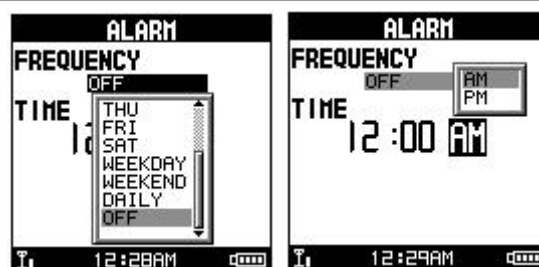 ALARM
FREQUENCY
OFF
TIME
THU
FRI
SAT
WEEKDAY
WEEKEND
DAILY
OFF
12:28AM
ALARM
FREQUENCY
OFF
AM
PM
TIME
12:00 AM
12:29AM